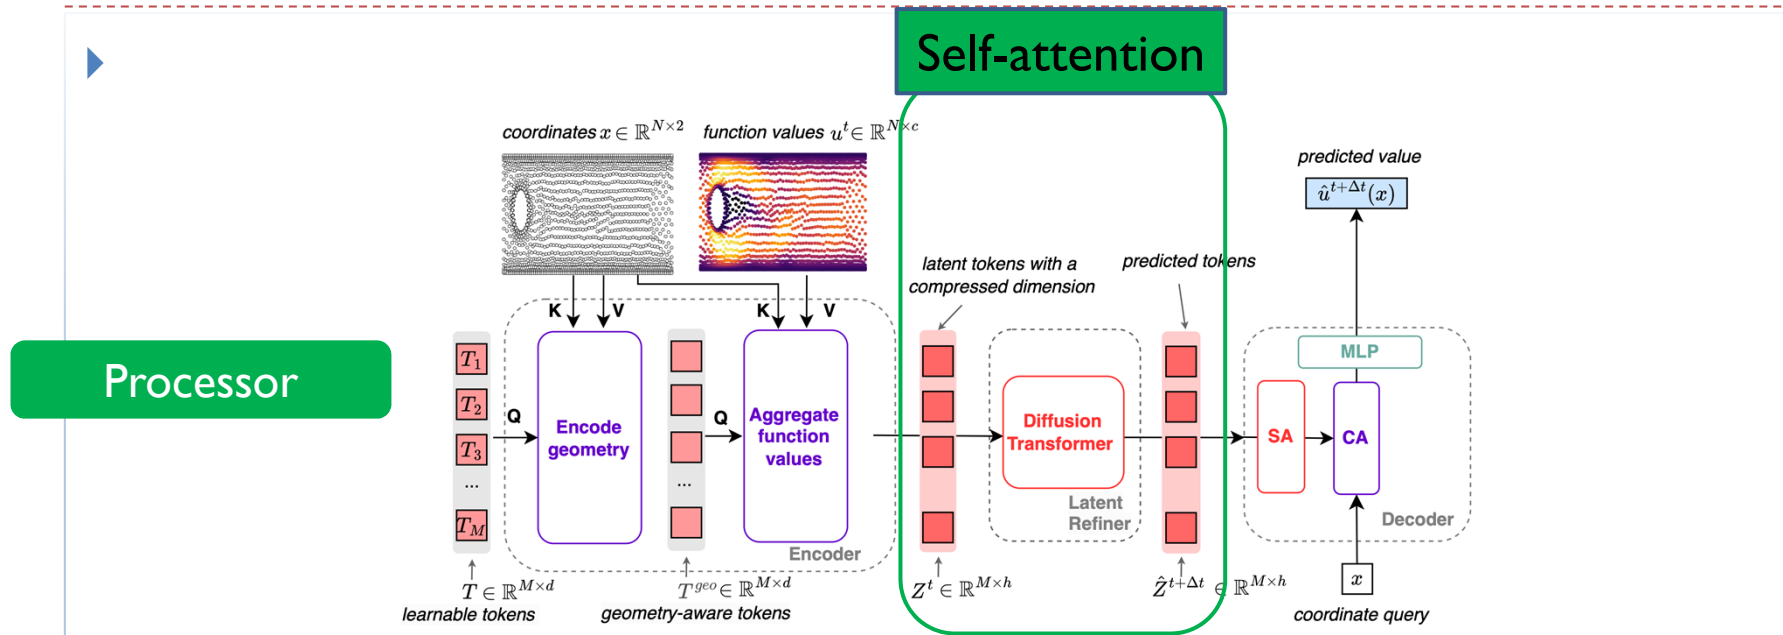 Self-attention
coordinates x ∈ ℝ^{N×2}
function values u^t ∈ ℝ^{N×c}
predicted value
û^{t+Δt}(x)
latent tokens with a
compressed dimension
predicted tokens
K
V
K
V
Processor
T_1
T_2
T_3
...
T_M
Q
Encode
geometry
...
Q
Aggregate
function
values
Encoder
Diffusion
Transformer
Latent
Refiner
MLP
SA
CA
Decoder
T ∈ ℝ^{M×d}
learnable tokens
T^{geo} ∈ ℝ^{M×d}
geometry-aware tokens
Z^t ∈ ℝ^{M×h}
Ẑ^{t+Δt} ∈ ℝ^{M×h}
x
coordinate query